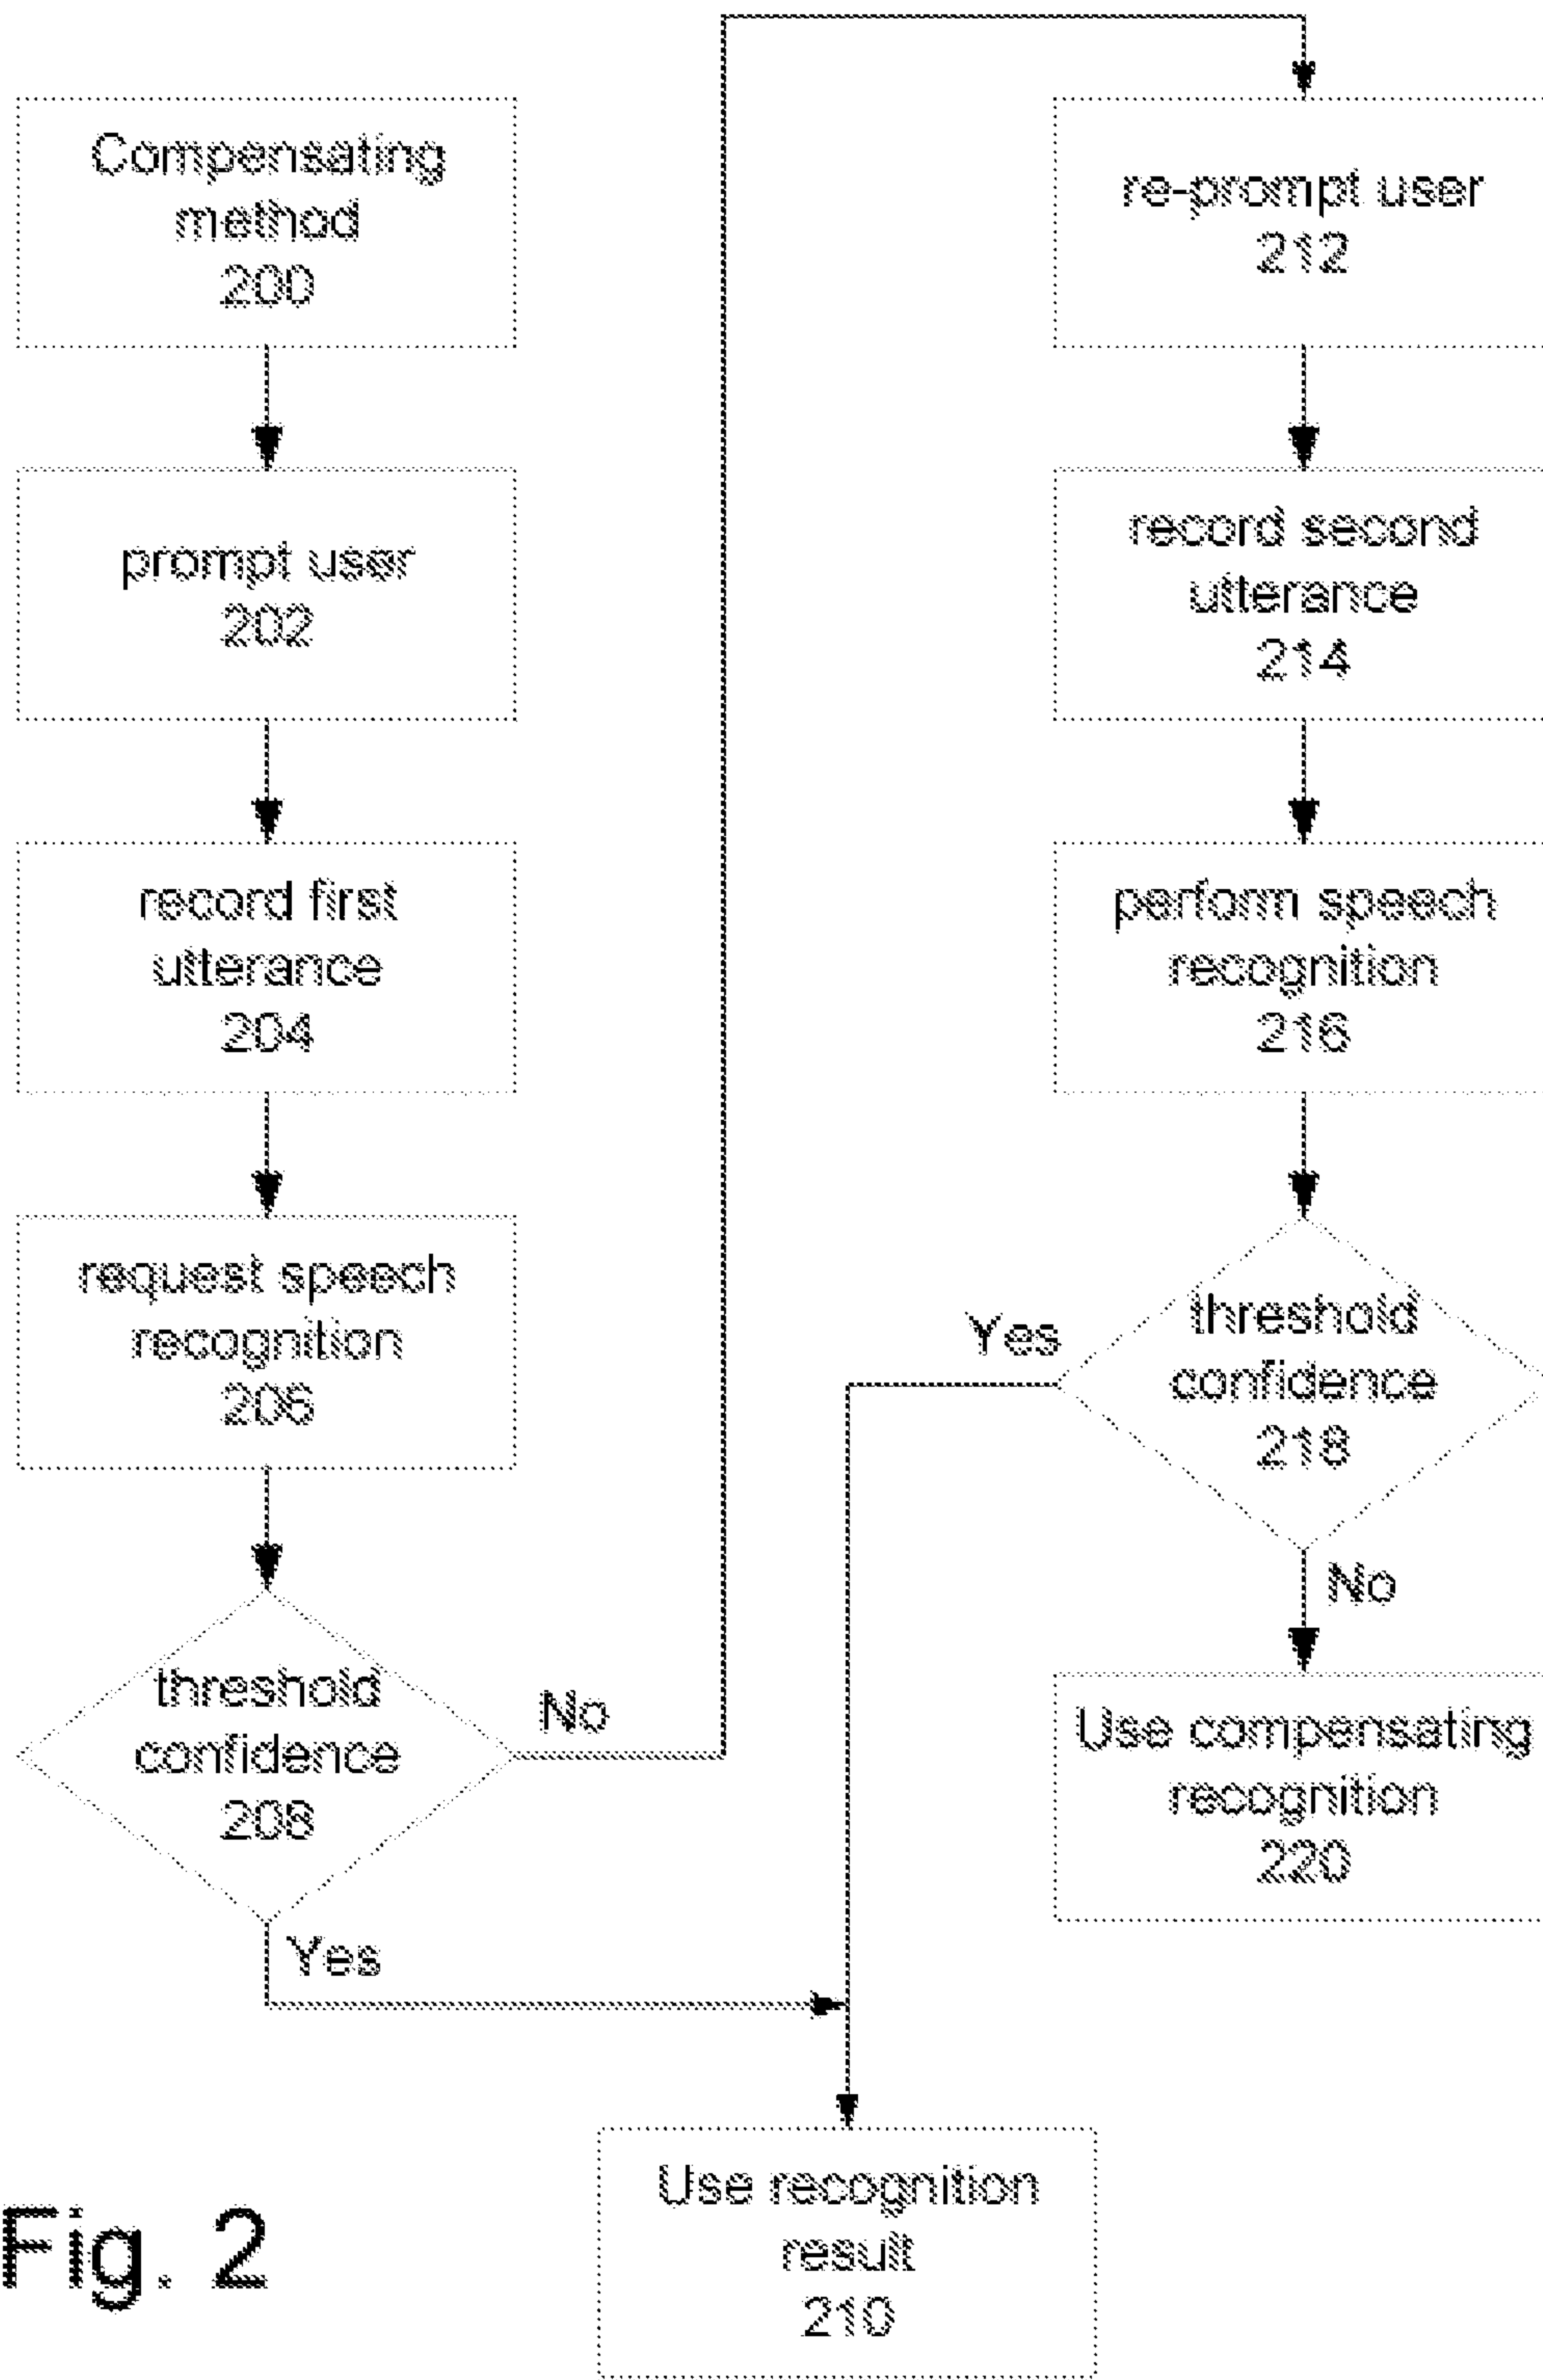 Compensating
method
200
prompt user
202
record first
utterance
204
request speech
recognition
206
threshold
confidence
208
No
Yes
re-prompt user
212
record second
utterance
214
perform speech
recognition
216
threshold
confidence
218
Yes
No
Use compensating
recognition
220
Use recognition
result
210
Fig. 2